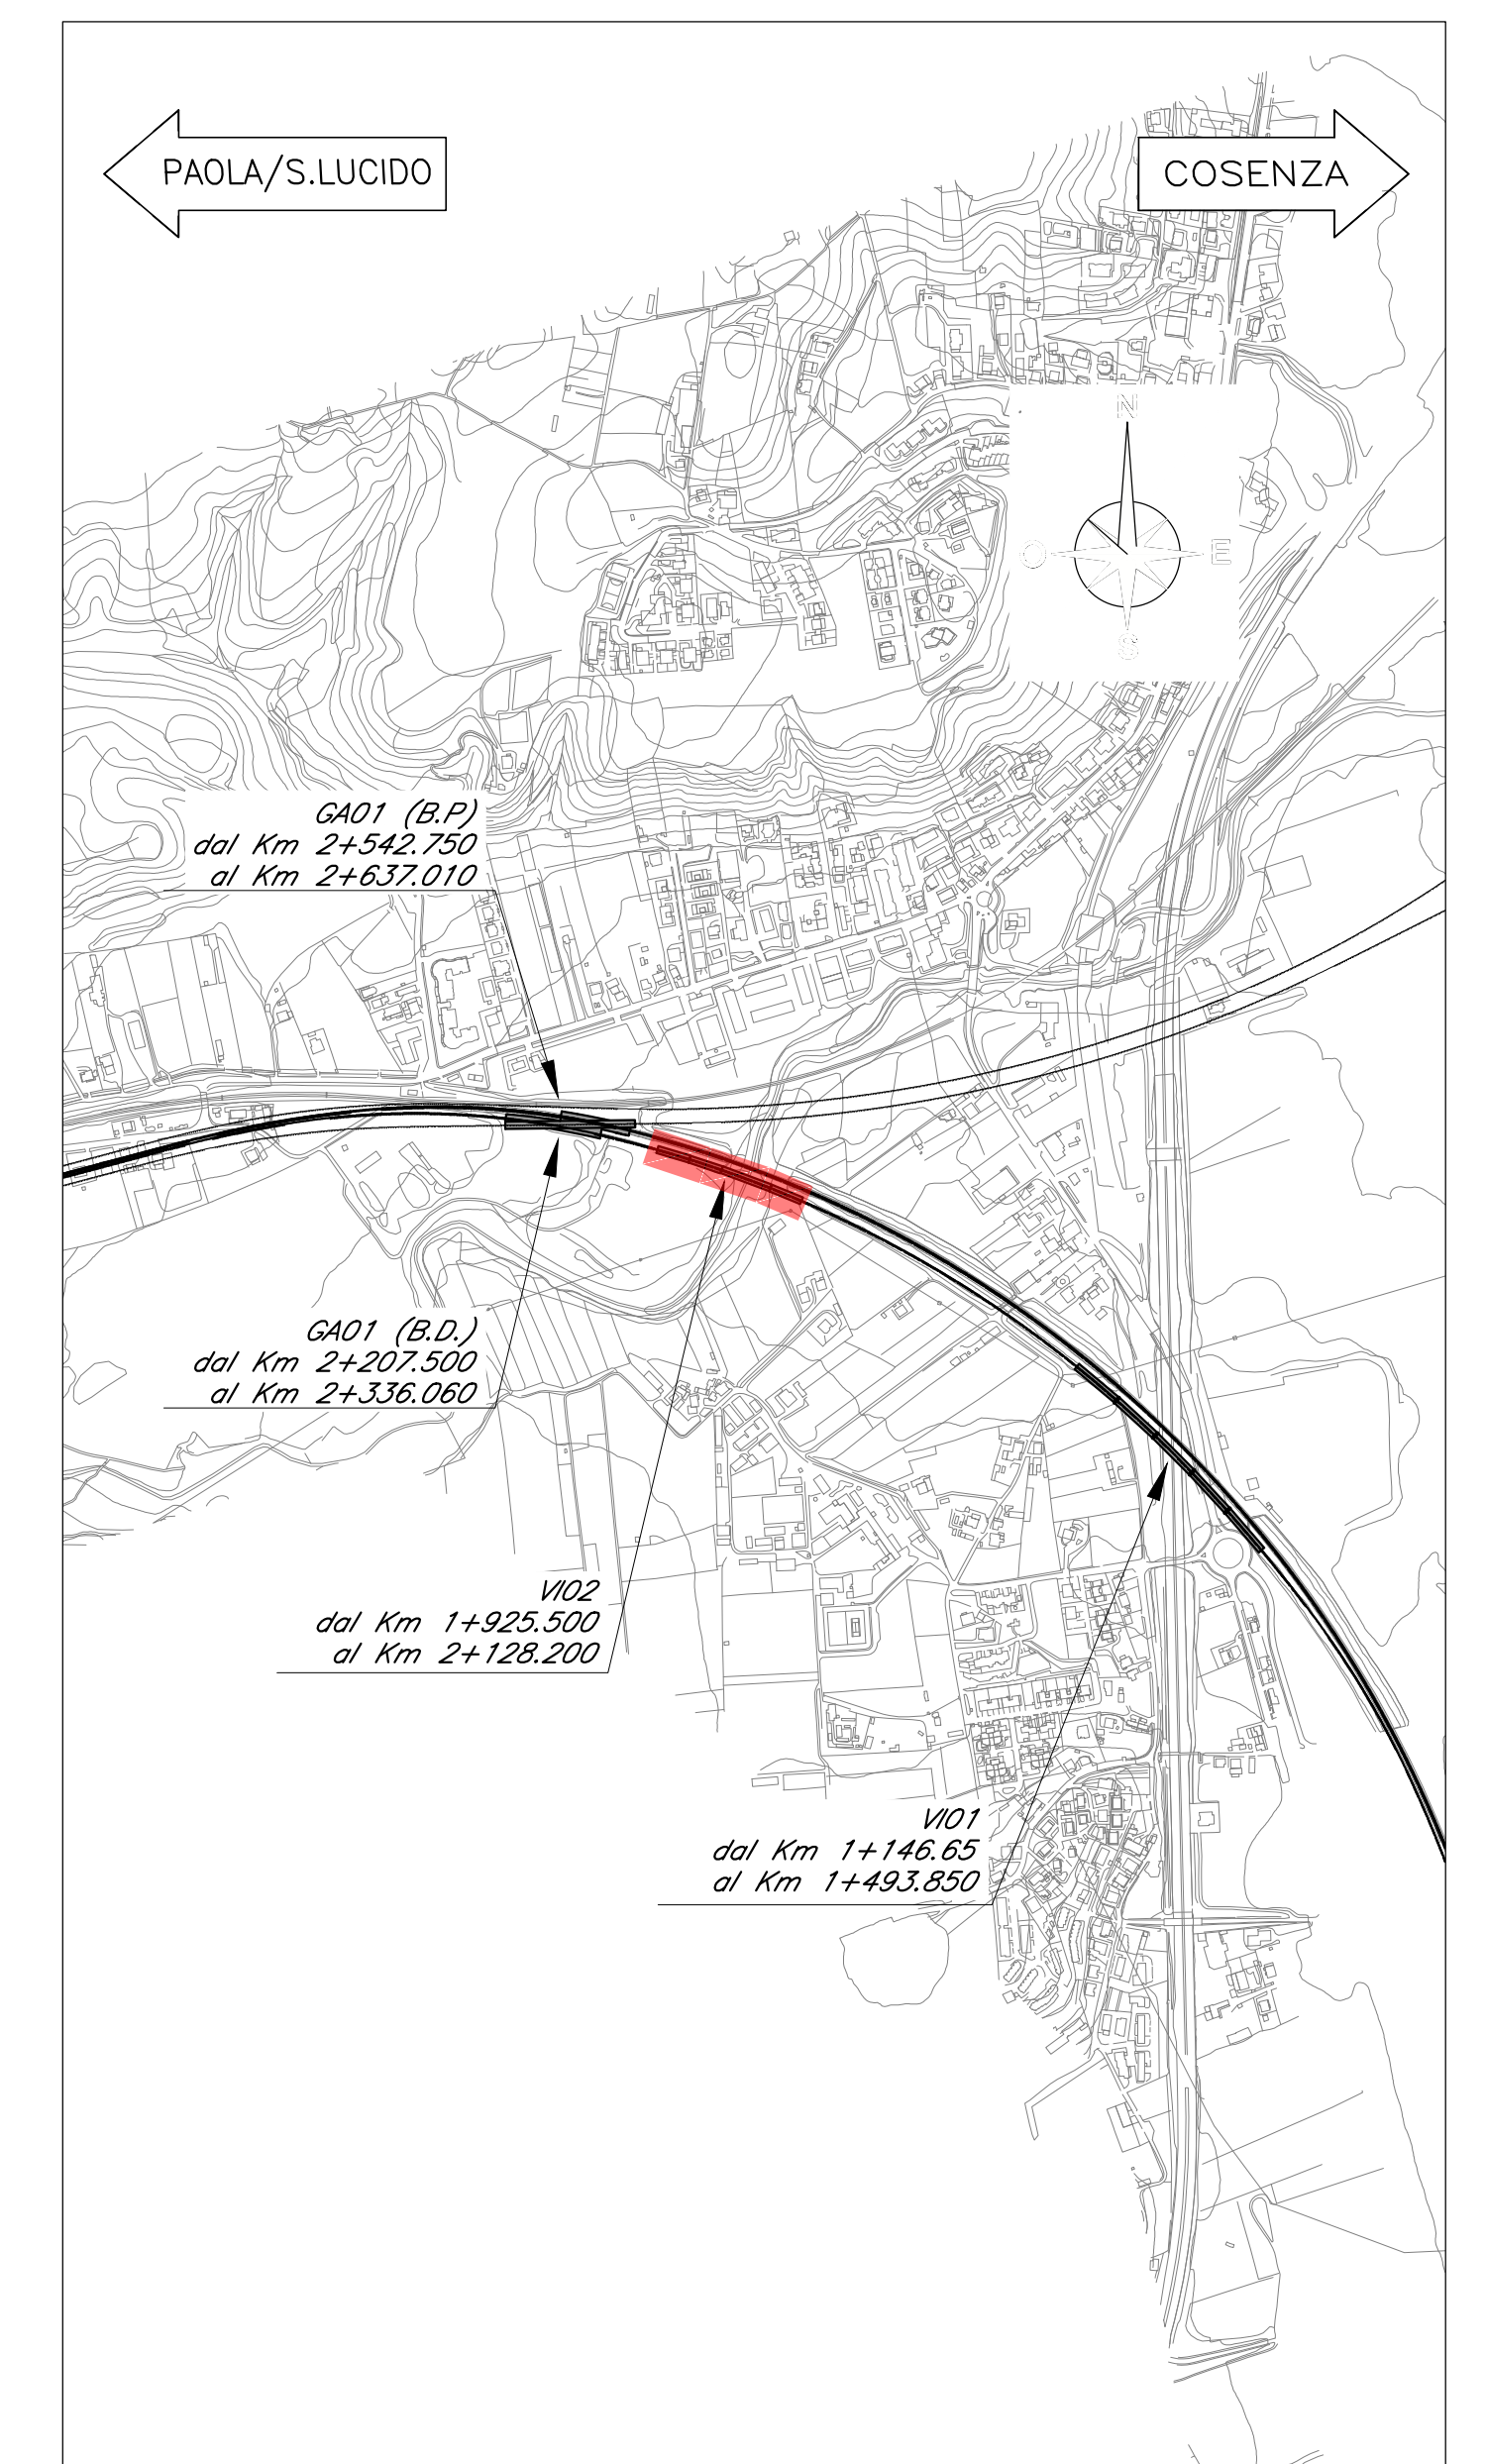 PAOLA/S.LUCIDO
COSENZA
N
O
E
S
GA01 (B.P)
dal Km 2+542.750
al Km 2+637.010
GA01 (B.D.)
dal Km 2+207.500
al Km 2+336.060
VI02
dal Km 1+925.500
al Km 2+128.200
VI01
dal Km 1+146.65
al Km 1+493.850